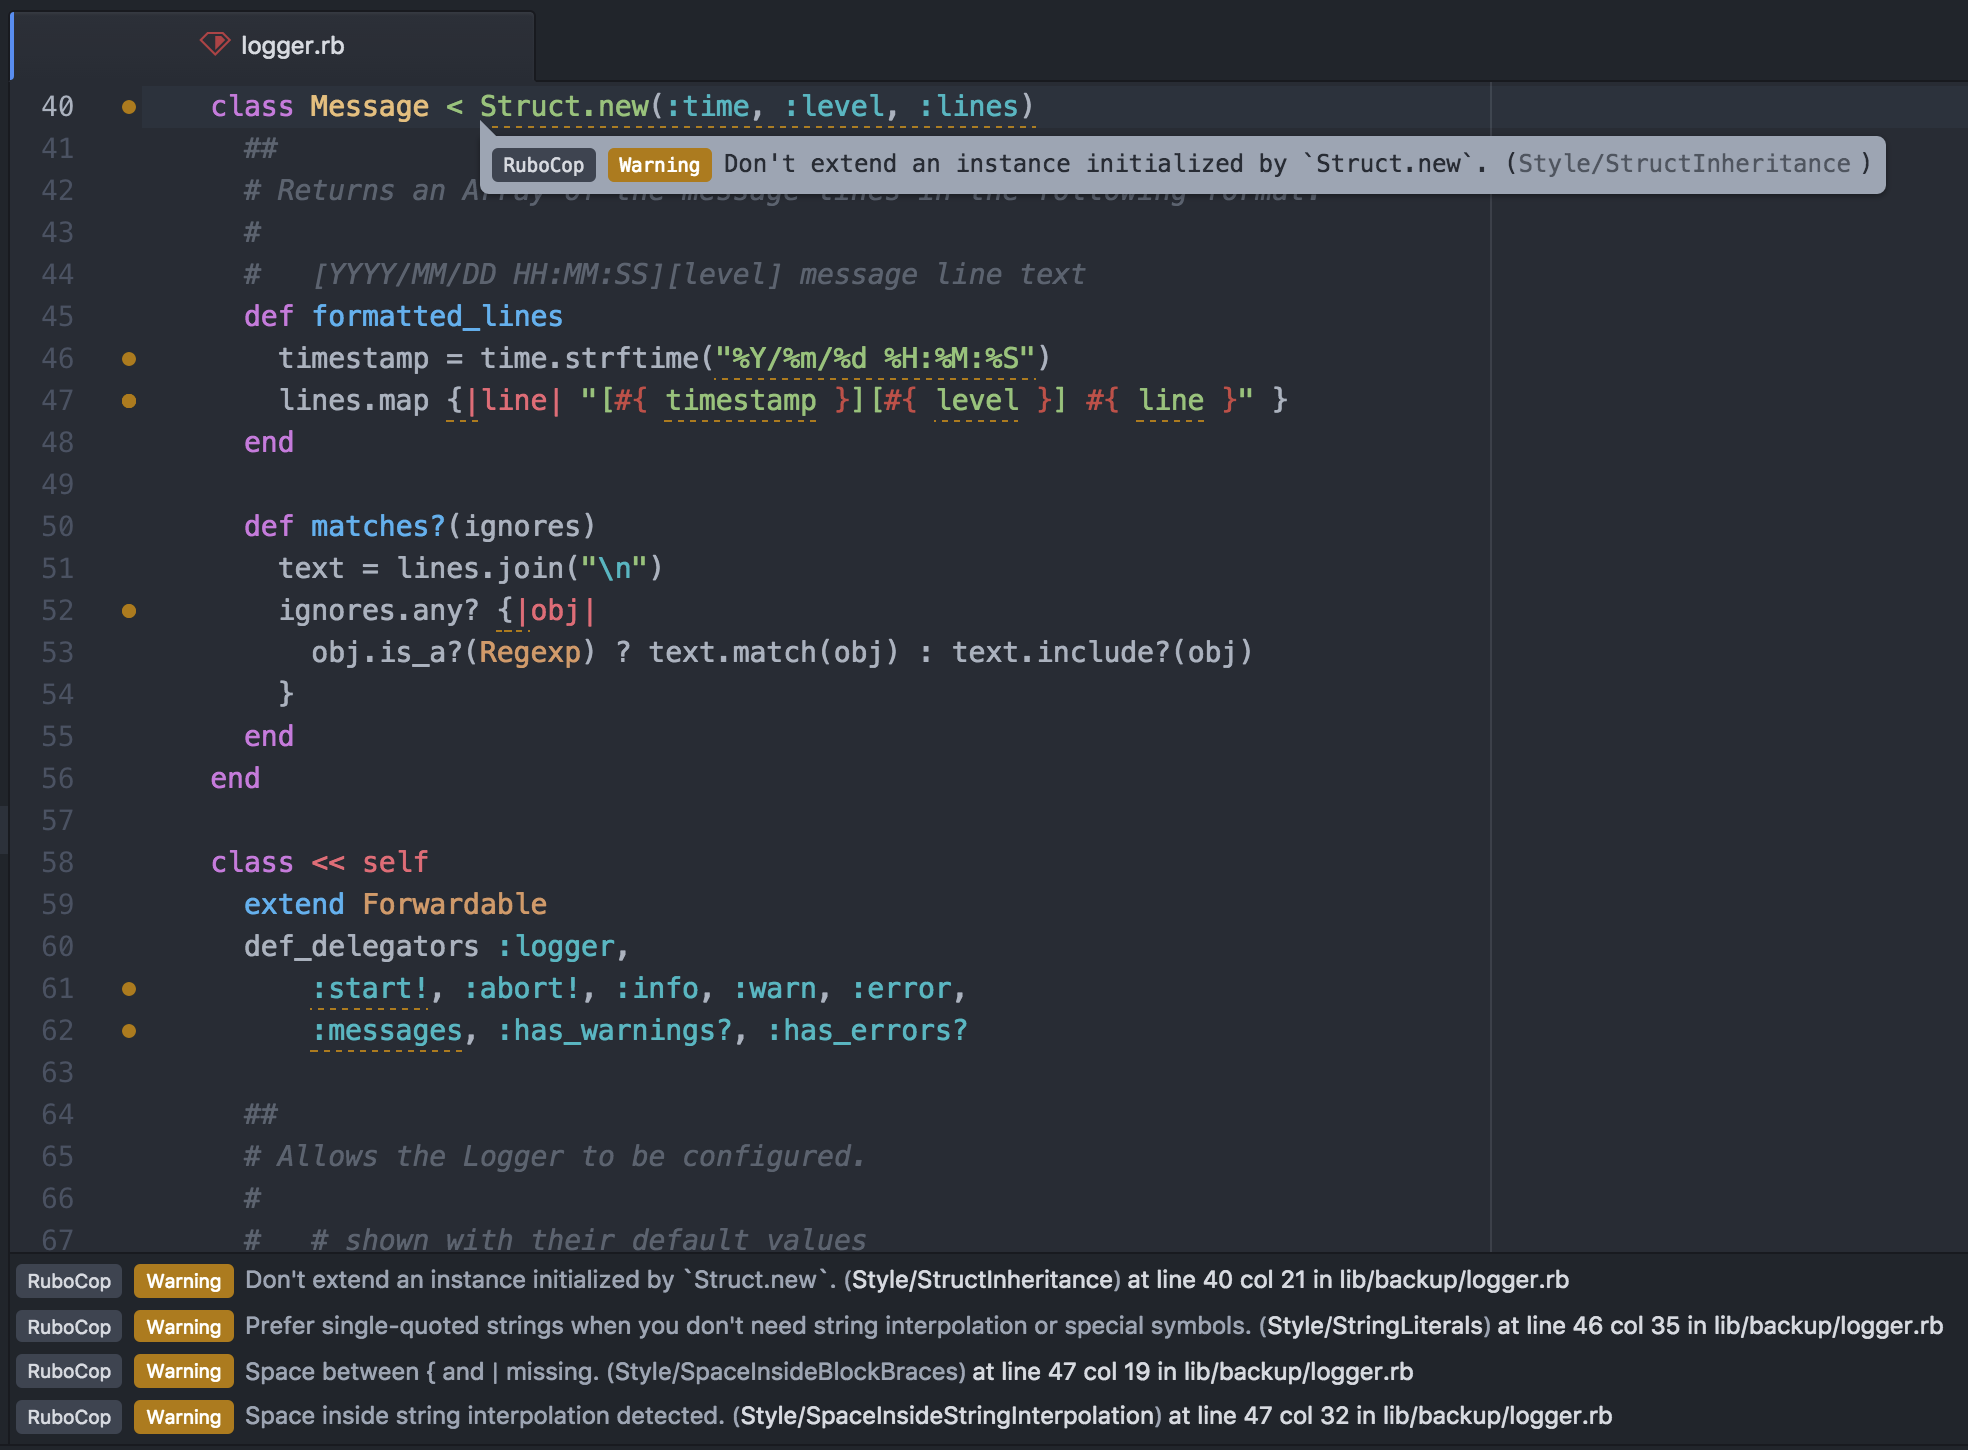 logger.rb
40 class Message < Struct.new(:time, :level, :lines)
41 ##
RuboCop Warning Don't extend an instance initialized by `Struct.new`. (Style/StructInheritance )
42 # Returns an Array of the message lines in the following format:
43 #
44 #   [YYYY/MM/DD HH:MM:SS][level] message line text
45 def formatted_lines
46 timestamp = time.strftime("%Y/%m/%d %H:%M:%S")
47 lines.map {|line| "[#{ timestamp }][#{ level }] #{ line }" }
48 end
49
50 def matches?(ignores)
51 text = lines.join("\n")
52 ignores.any? {|obj|
53 obj.is_a?(Regexp) ? text.match(obj) : text.include?(obj)
54 }
55 end
56 end
57
58 class << self
59 extend Forwardable
60 def_delegators :logger,
61 :start!, :abort!, :info, :warn, :error,
62 :messages, :has_warnings?, :has_errors?
63
64 ##
65 # Allows the Logger to be configured.
66 #
67 #   # shown with their default values
RuboCop Warning Don't extend an instance initialized by `Struct.new`. (Style/StructInheritance) at line 40 col 21 in lib/backup/logger.rb
RuboCop Warning Prefer single-quoted strings when you don't need string interpolation or special symbols. (Style/StringLiterals) at line 46 col 35 in lib/backup/logger.rb
RuboCop Warning Space between { and | missing. (Style/SpaceInsideBlockBraces) at line 47 col 19 in lib/backup/logger.rb
RuboCop Warning Space inside string interpolation detected. (Style/SpaceInsideStringInterpolation) at line 47 col 32 in lib/backup/logger.rb